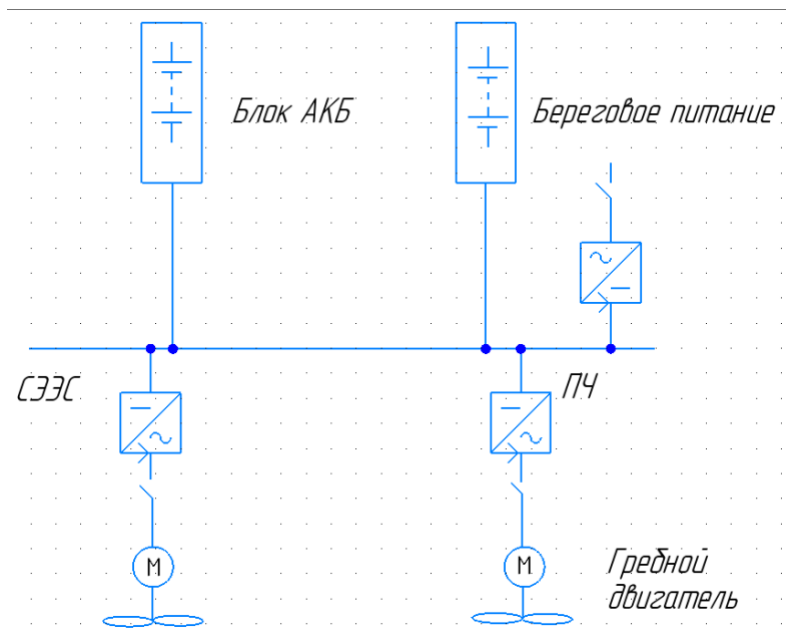 Блок АКБ
Береговое питание
СЭЭС
ПЧ
М
М
Гребной
двигатель